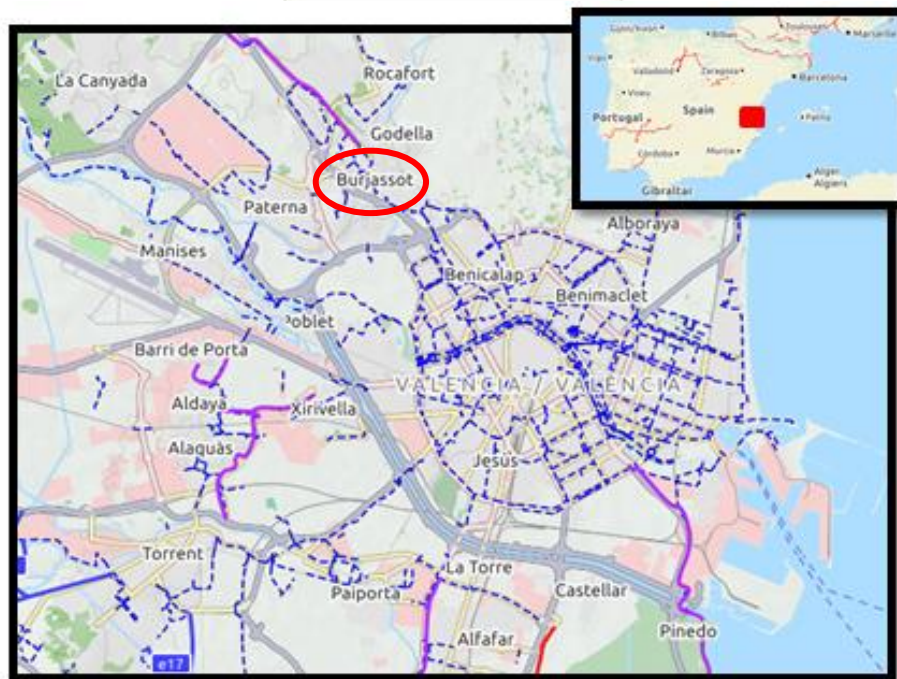 Bilbao
Toulouse
Marseille
Vigo
Valladolid
Zaragoza
Barcelona
Viseu
Portugal
Spain
Palma
Córdoba
Murcia
Gibraltar
Alger
Algiers
La Canyada
Rocafort
Godella
Burjassot
Paterna
Alboraya
Manises
Benicalap
Benimaclet
Poblet
Barri de Porta
VALENCIA / VALÈNCIA
Aldaya
Xirivella
Alaquàs
Jesús
Torrent
La Torre
Paiporta
Castellar
Alfafar
Pinedo
e17